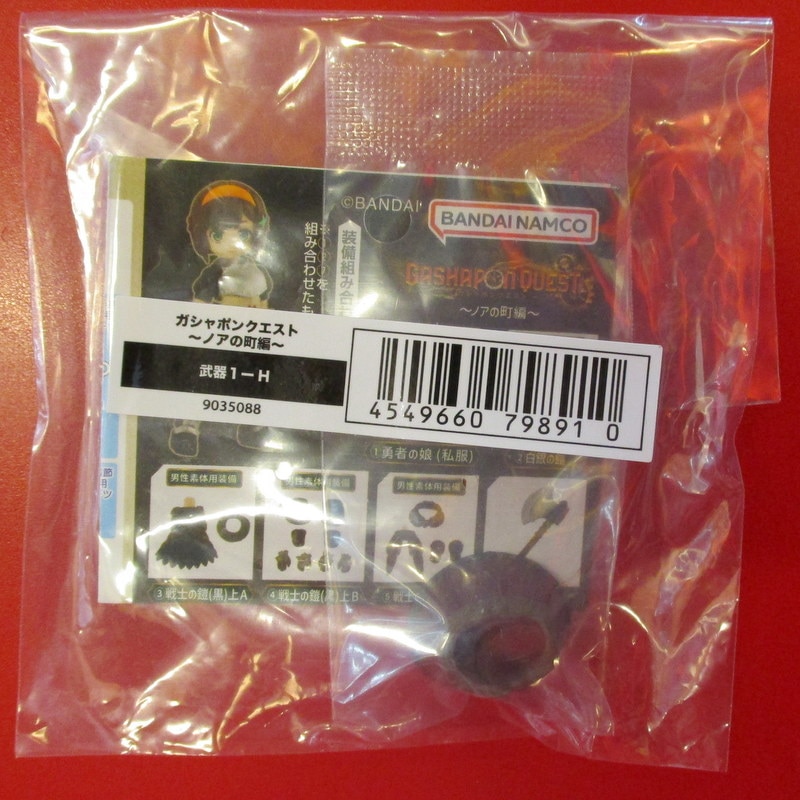 ©BANDAI
BANDAI NAMCO
GASHAPON QUEST
～ノアの町編～
装備組み合
を
組み合わせたも
ガシャポンクエスト
～ノアの町編～
武器1ーH
9035088
4549660 79891 0
①勇者の娘(私服)
男性素体用装備
男性素体用装備
男性素体用装備
③戦士の鎧(黒)上A
④戦士の鎧(黒)上B